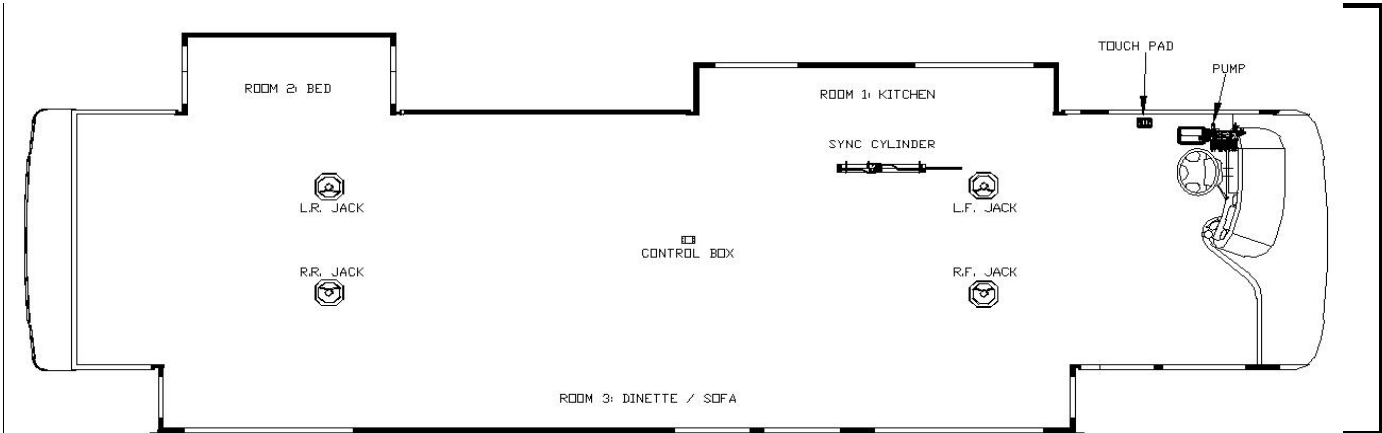 TOUCH PAD
PUMP
ROOM 2: BED
ROOM 1: KITCHEN
SYNC CYLINDER
L.R. JACK
L.F. JACK
CONTROL BOX
R.R. JACK
R.F. JACK
ROOM 3: DINETTE / SOFA